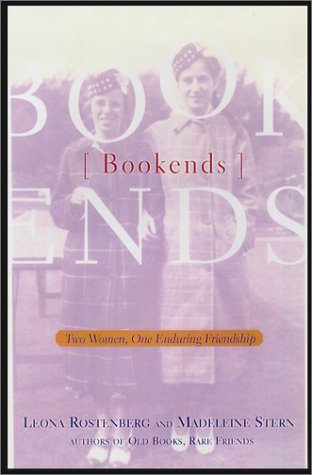 BOOK
[ Bookends ]
ENDS
Two Women, One Enduring Friendship
LEONA ROSTENBERG AND MADELEINE STERN
AUTHORS OF OLD BOOKS, RARE FRIENDS